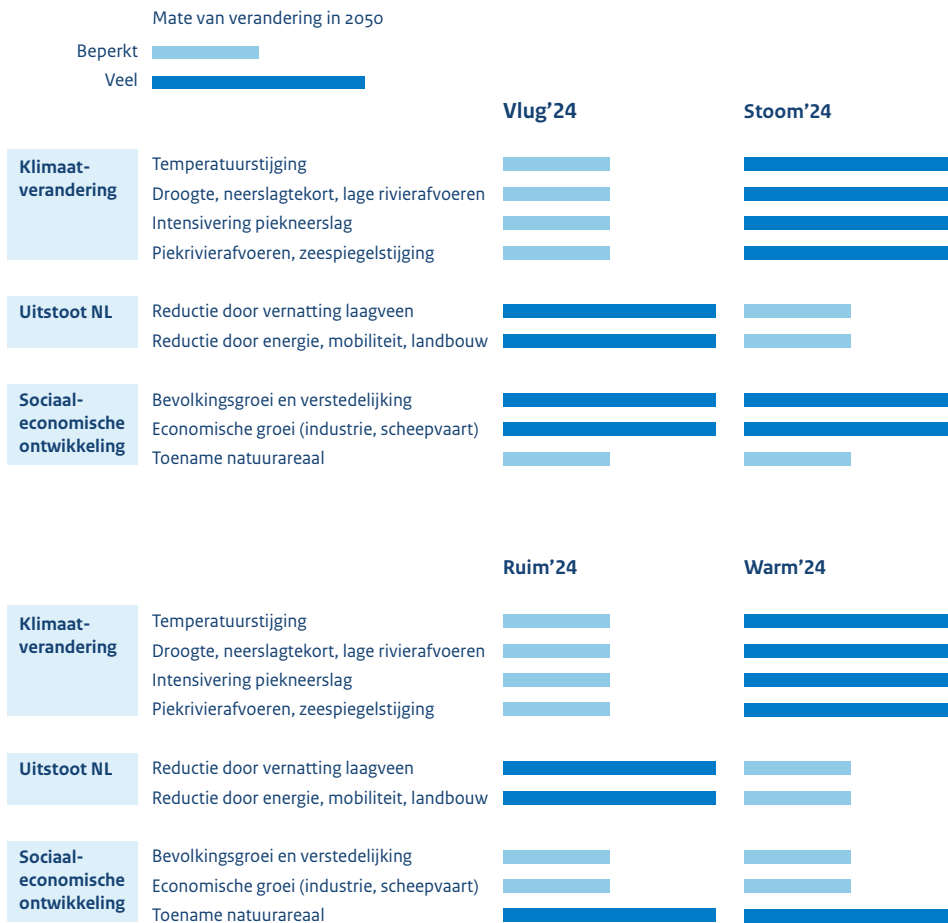 Mate van verandering in 2050
Beperkt
Veel
Vlug’24
Stoom’24
Klimaat-
verandering
Temperatuurstijging
Droogte, neerslagtekort, lage rivierafvoeren
Intensivering piekneerslag
Piekrivierafvoeren, zeespiegelstijging
Uitstoot NL
Reductie door vernatting laagveen
Reductie door energie, mobiliteit, landbouw
Sociaal-
economische
ontwikkeling
Bevolkingsgroei en verstedelijking
Economische groei (industrie, scheepvaart)
Toename natuurareaal
Ruim’24
Warm’24
Klimaat-
verandering
Temperatuurstijging
Droogte, neerslagtekort, lage rivierafvoeren
Intensivering piekneerslag
Piekrivierafvoeren, zeespiegelstijging
Uitstoot NL
Reductie door vernatting laagveen
Reductie door energie, mobiliteit, landbouw
Sociaal-
economische
ontwikkeling
Bevolkingsgroei en verstedelijking
Economische groei (industrie, scheepvaart)
Toename natuurareaal